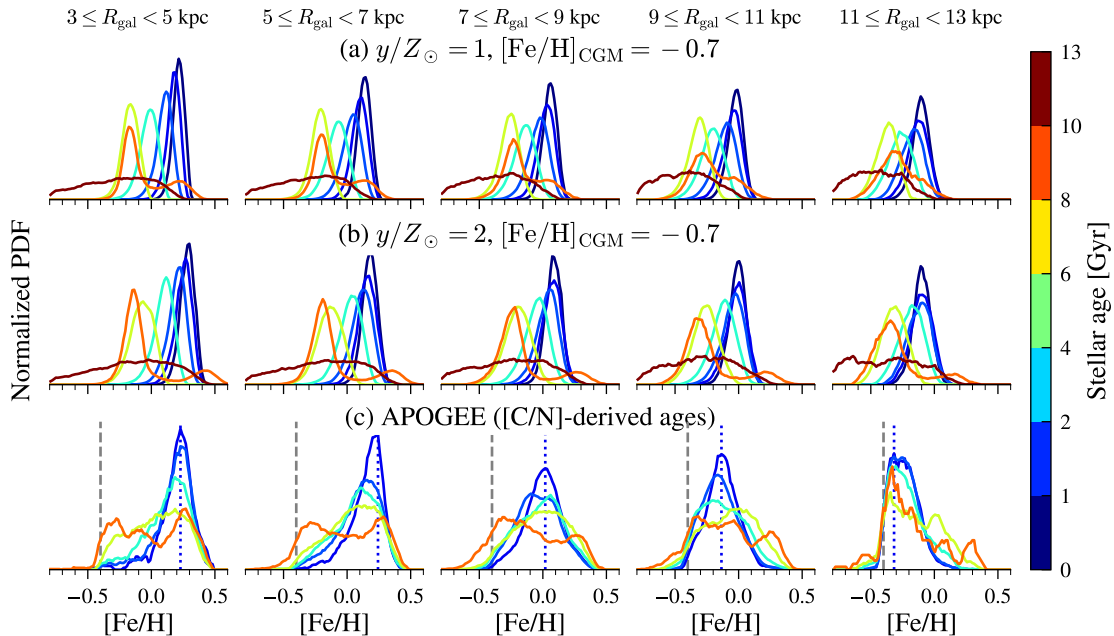 3 ≤ R_gal < 5 kpc 5 ≤ R_gal < 7 kpc 7 ≤ R_gal < 9 kpc 9 ≤ R_gal < 11 kpc 11 ≤ R_gal < 13 kpc
(a) y/Z_⊙ = 1, [Fe/H]_CGM = −0.7
(b) y/Z_⊙ = 2, [Fe/H]_CGM = −0.7
(c) APOGEE ([C/N]-derived ages)
Normalized PDF
−0.5 0.0 0.5 −0.5 0.0 0.5 −0.5 0.0 0.5 −0.5 0.0 0.5 −0.5 0.0 0.5
[Fe/H] [Fe/H] [Fe/H] [Fe/H] [Fe/H]
13
10
8
6
4
2
1
0
Stellar age [Gyr]